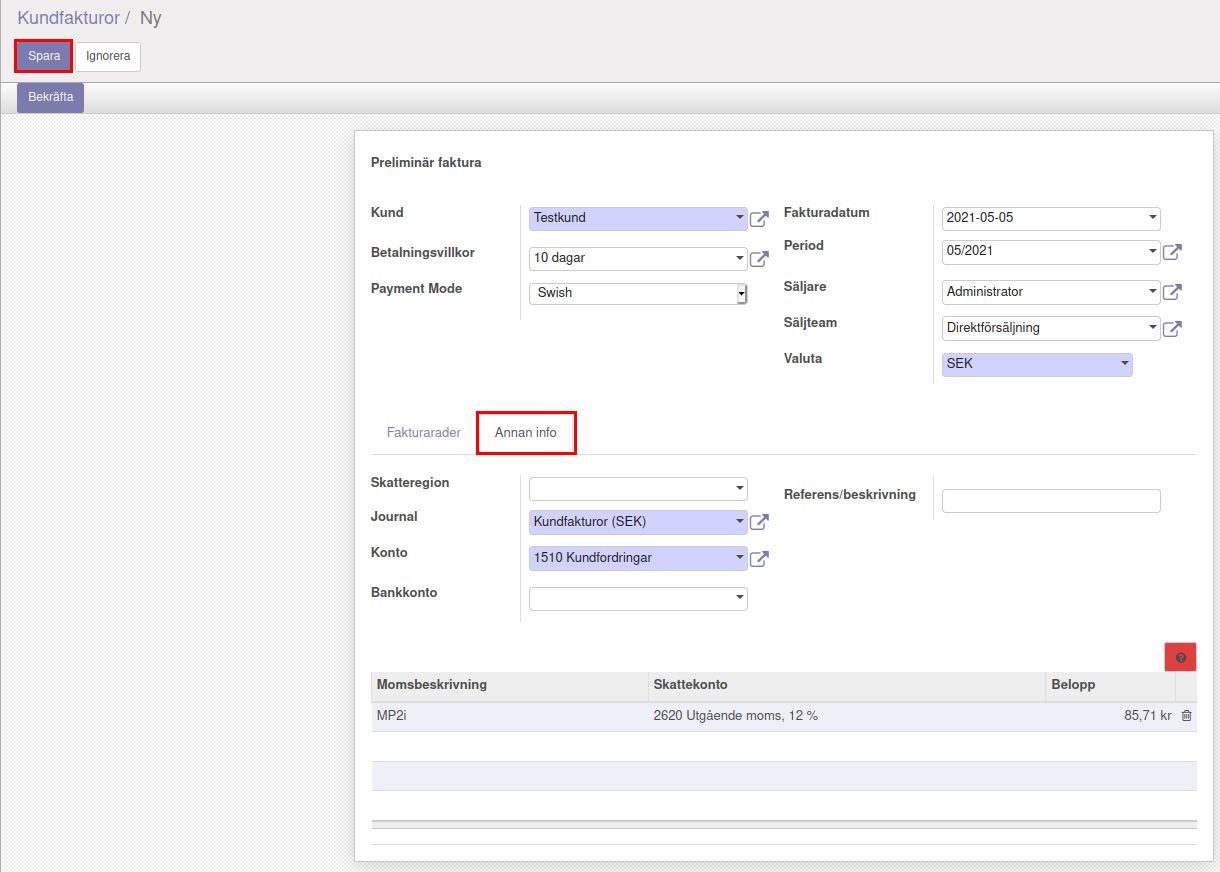 Kundfakturor / Ny
Spara Ignorera
Bekräfta
Preliminär faktura
Kund Testkund
Betalningsvillkor 10 dagar
Payment Mode Swish
Fakturadatum 2021-05-05
Period 05/2021
Säljare Administrator
Säljteam Direktförsäljning
Valuta SEK
Fakturarader Annan info
Skatteregion
Journal Kundfakturor (SEK)
Konto 1510 Kundfordringar
Bankkonto
Referens/beskrivning
?
Momsbeskrivning Skattekonto Belopp
MP2i 2620 Utgående moms, 12 % 85,71 kr